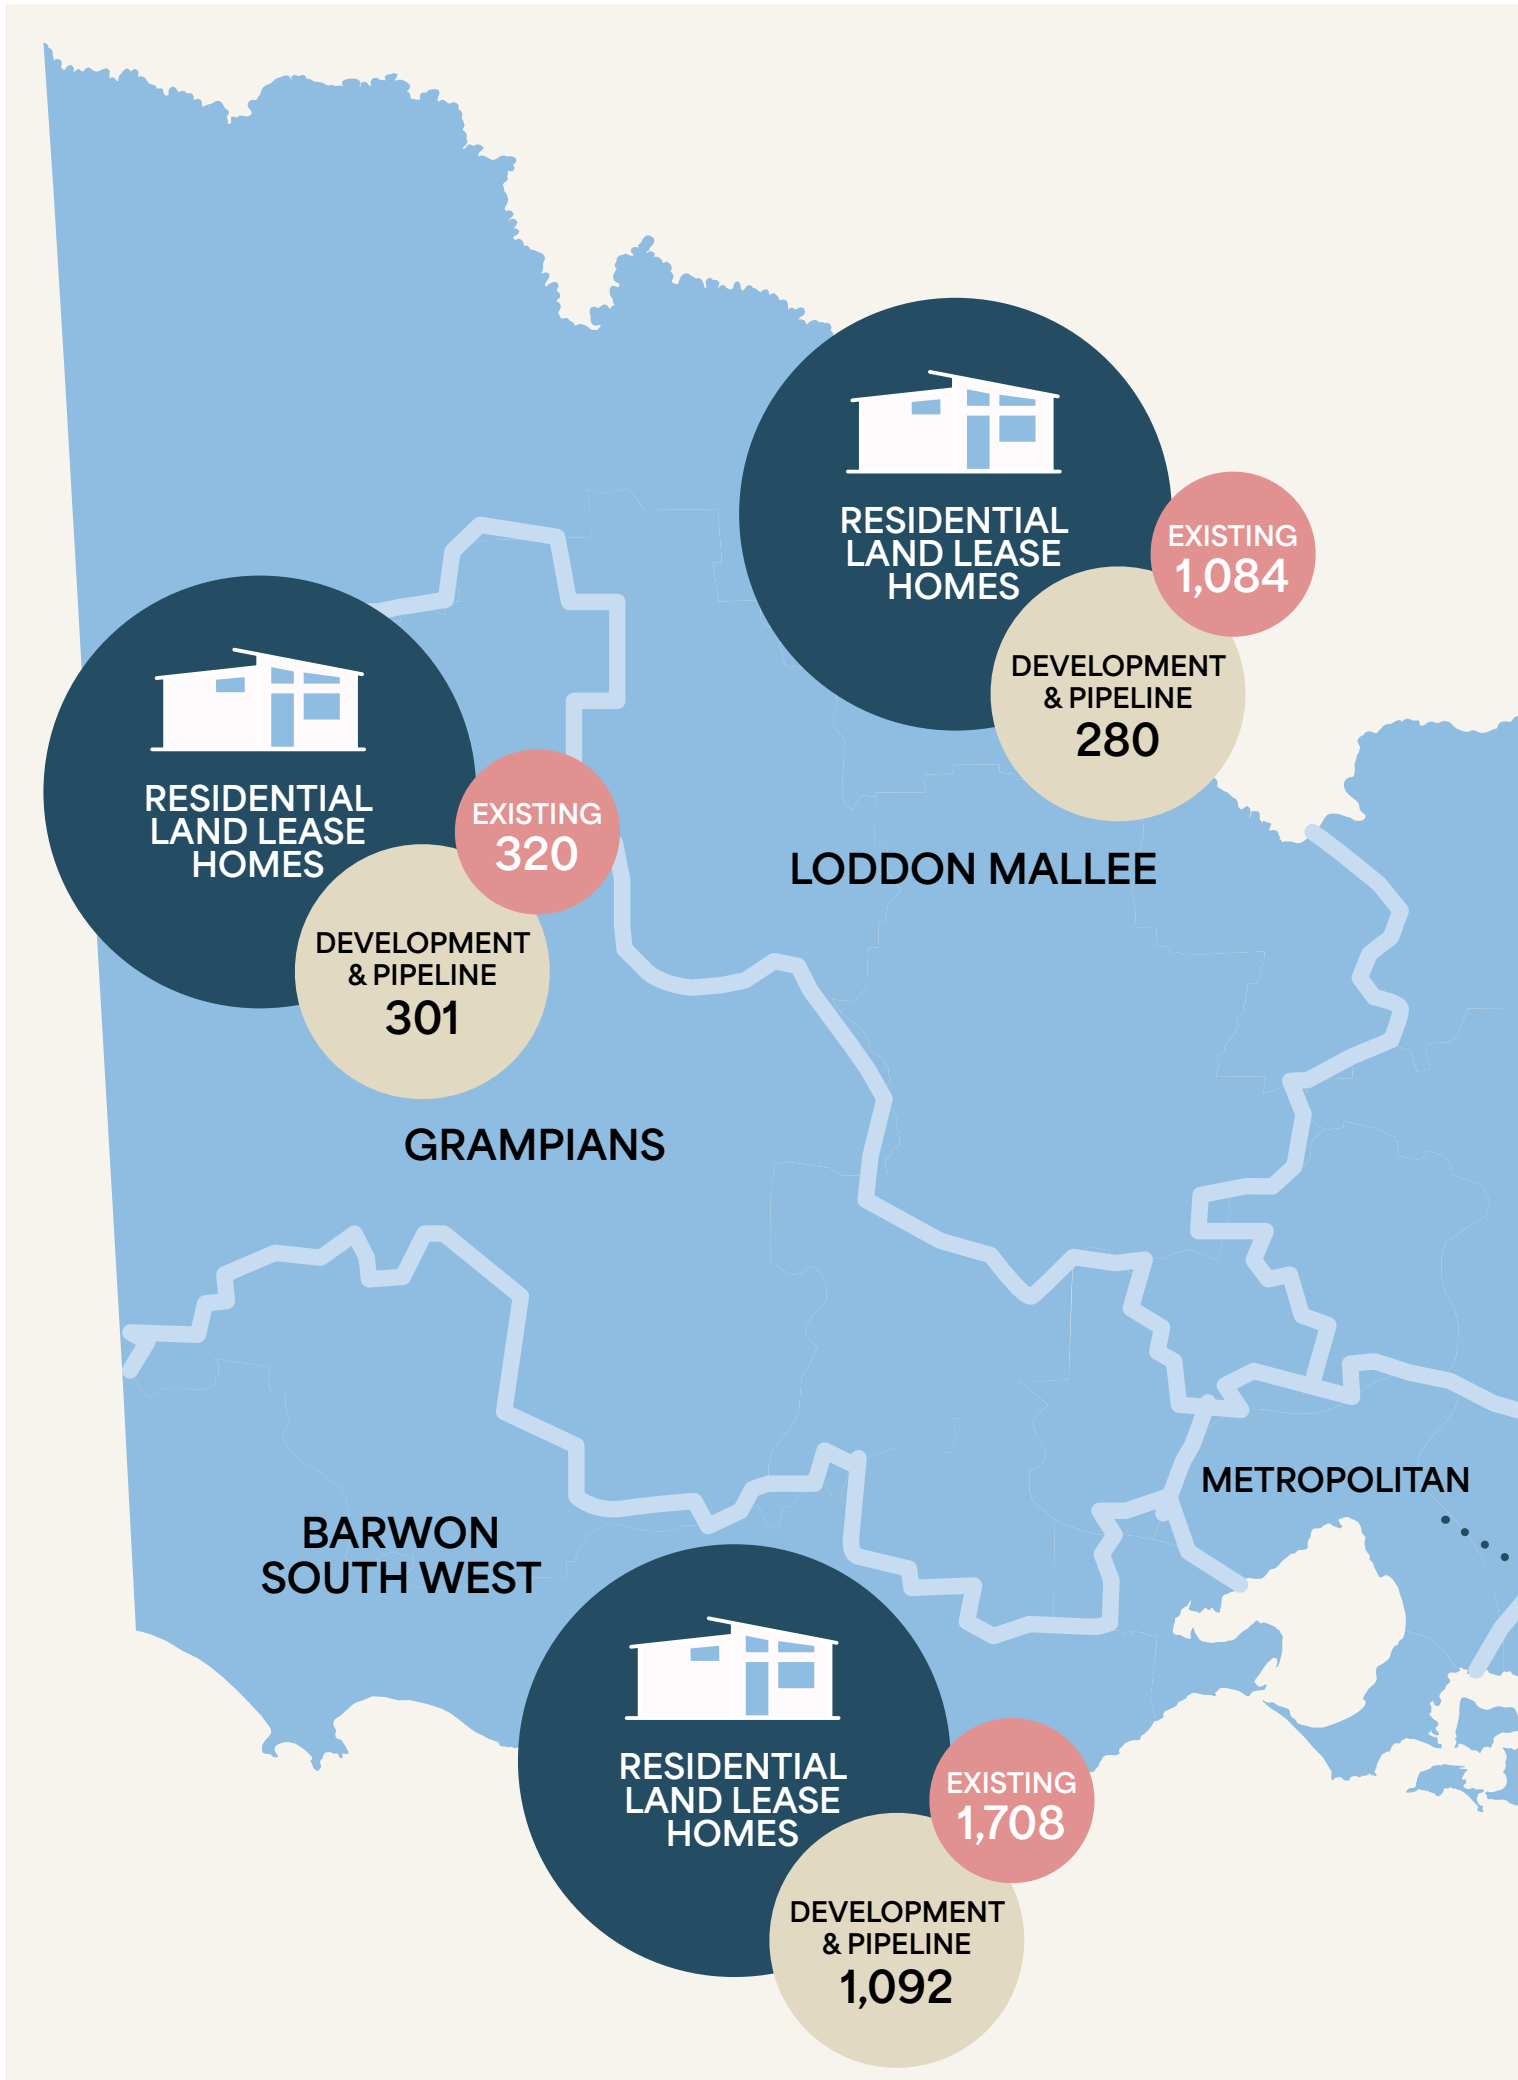 RESIDENTIAL
LAND LEASE
HOMES
EXISTING
1,084
DEVELOPMENT
& PIPELINE
280
LODDON MALLEE
RESIDENTIAL
LAND LEASE
HOMES
EXISTING
320
DEVELOPMENT
& PIPELINE
301
GRAMPIANS
METROPOLITAN
BARWON
SOUTH WEST
RESIDENTIAL
LAND LEASE
HOMES
EXISTING
1,708
DEVELOPMENT
& PIPELINE
1,092